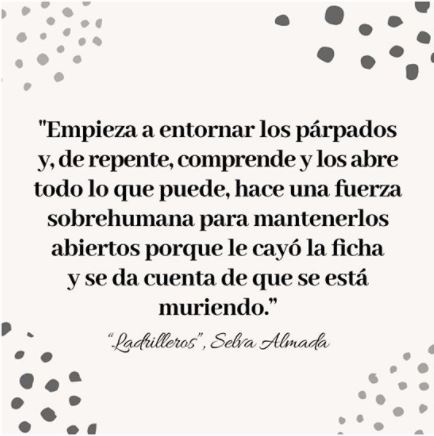 "Empieza a entornar los párpados
y, de repente, comprende y los abre
todo lo que puede, hace una fuerza
sobrehumana para mantenerlos
abiertos porque le cayó la ficha
y se da cuenta de que se está
muriendo.”
“Ladrilleros”, Selva Almada